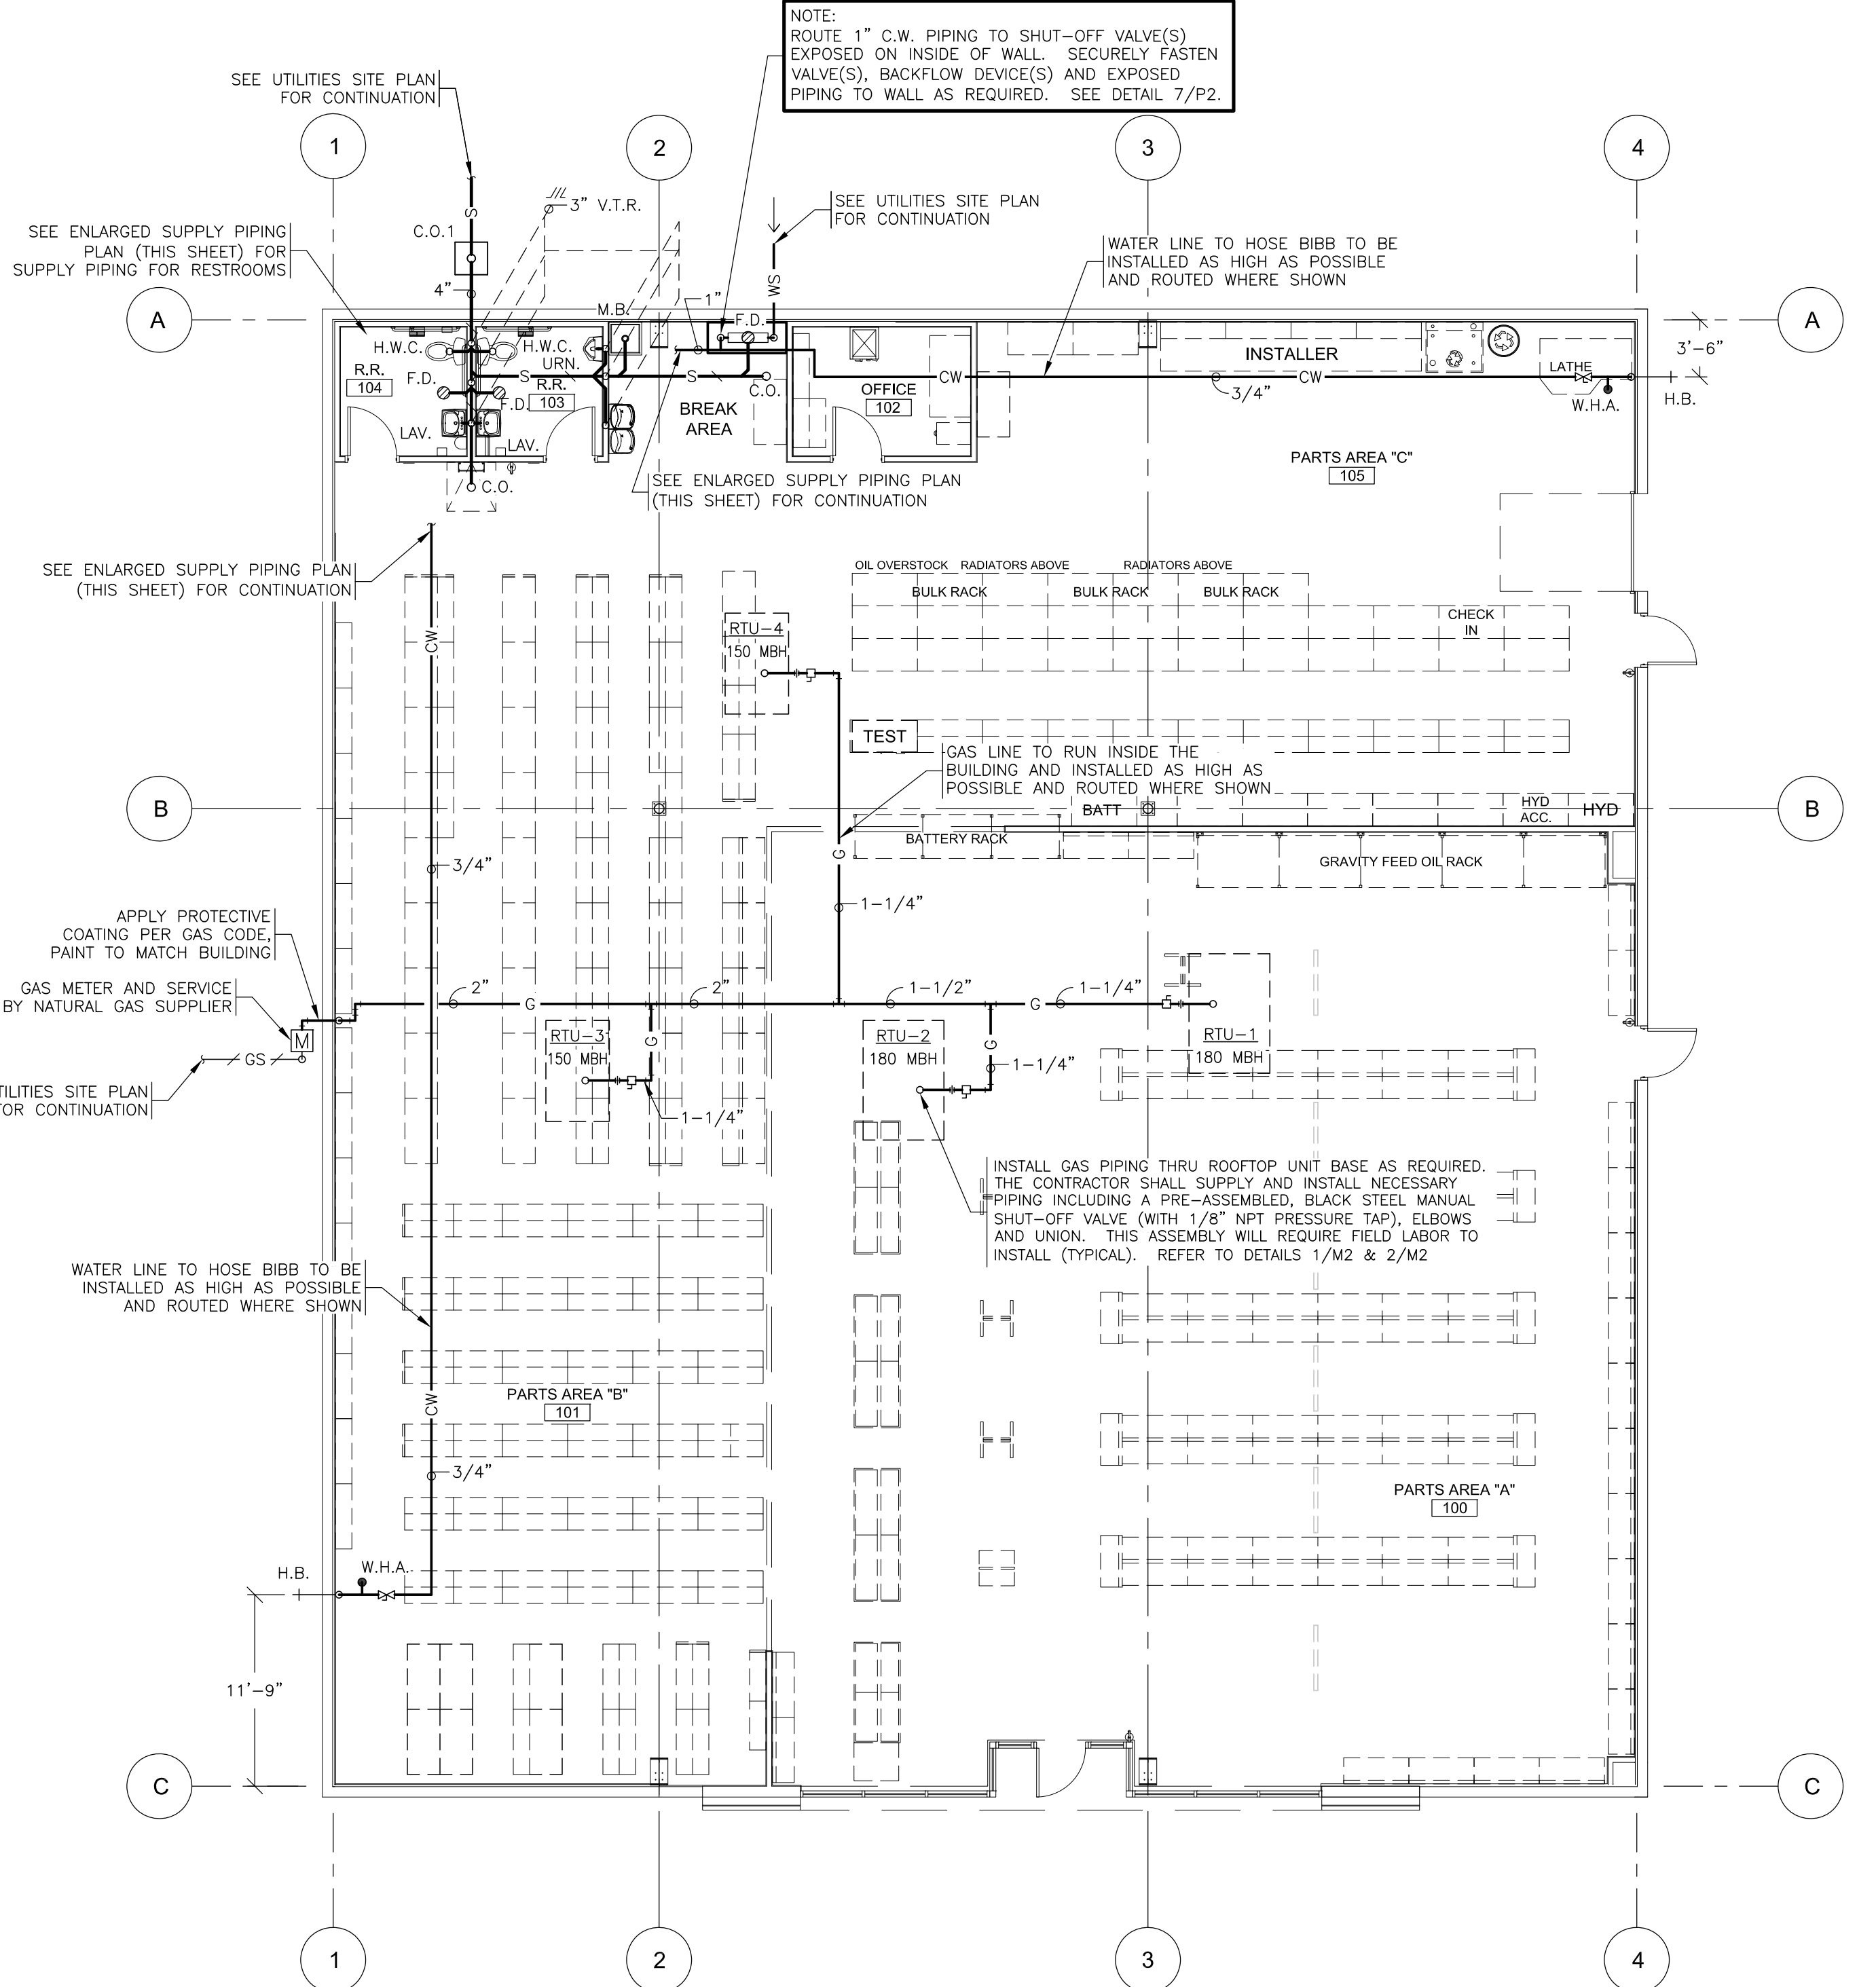 NOTE:
ROUTE 1” C.W. PIPING TO SHUT-OFF VALVE(S)
EXPOSED ON INSIDE OF WALL. SECURELY FASTEN
VALVE(S), BACKFLOW DEVICE(S) AND EXPOSED
PIPING TO WALL AS REQUIRED. SEE DETAIL 7/P2.
SEE UTILITIES SITE PLAN
FOR CONTINUATION
1
2
3
4
S
3” V.T.R.
SEE UTILITIES SITE PLAN
FOR CONTINUATION
C.O.1
SEE ENLARGED SUPPLY PIPING
PLAN (THIS SHEET) FOR
SUPPLY PIPING FOR RESTROOMS
WATER LINE TO HOSE BIBB TO BE
INSTALLED AS HIGH AS POSSIBLE
AND ROUTED WHERE SHOWN
4”
WS
1”
M.B.
F.D.
A
A
3’-6”
H.W.C.
H.W.C.
URN.
R.R.
104
F.D.
S
R.R.
103
F.D.
S
C.O.
BREAK
AREA
OFFICE
102
CW
INSTALLER
3/4”
CW
LATHE
W.H.A.
H.B.
LAV.
LAV.
C.O.
PARTS AREA "C"
105
SEE ENLARGED SUPPLY PIPING PLAN
(THIS SHEET) FOR CONTINUATION
SEE ENLARGED SUPPLY PIPING PLAN
(THIS SHEET) FOR CONTINUATION
OIL OVERSTOCK
RADIATORS ABOVE
RADIATORS ABOVE
BULK RACK
BULK RACK
BULK RACK
CHECK
IN
CW
RTU-4
150 MBH
TEST
GAS LINE TO RUN INSIDE THE
BUILDING AND INSTALLED AS HIGH AS
POSSIBLE AND ROUTED WHERE SHOWN
B
B
BATT
HYD
ACC.
HYD
BATTERY RACK
G
GRAVITY FEED OIL RACK
3/4”
1-1/4”
APPLY PROTECTIVE
COATING PER GAS CODE,
PAINT TO MATCH BUILDING
GAS METER AND SERVICE
BY NATURAL GAS SUPPLIER
2”
G
2”
1-1/2”
G
1-1/4”
M
GS
RTU-3
150 MBH
G
RTU-2
180 MBH
G
1-1/4”
RTU-1
180 MBH
TILITIES SITE PLAN
FOR CONTINUATION
1-1/4”
INSTALL GAS PIPING THRU ROOFTOP UNIT BASE AS REQUIRED.
THE CONTRACTOR SHALL SUPPLY AND INSTALL NECESSARY
PIPING INCLUDING A PRE-ASSEMBLED, BLACK STEEL MANUAL
SHUT-OFF VALVE (WITH 1/8” NPT PRESSURE TAP), ELBOWS
AND UNION. THIS ASSEMBLY WILL REQUIRE FIELD LABOR TO
INSTALL (TYPICAL). REFER TO DETAILS 1/M2 & 2/M2
WATER LINE TO HOSE BIBB TO BE
INSTALLED AS HIGH AS POSSIBLE
AND ROUTED WHERE SHOWN
CW
PARTS AREA "B"
101
3/4”
PARTS AREA "A"
100
H.B.
W.H.A.
11’-9”
C
C
1
2
3
4